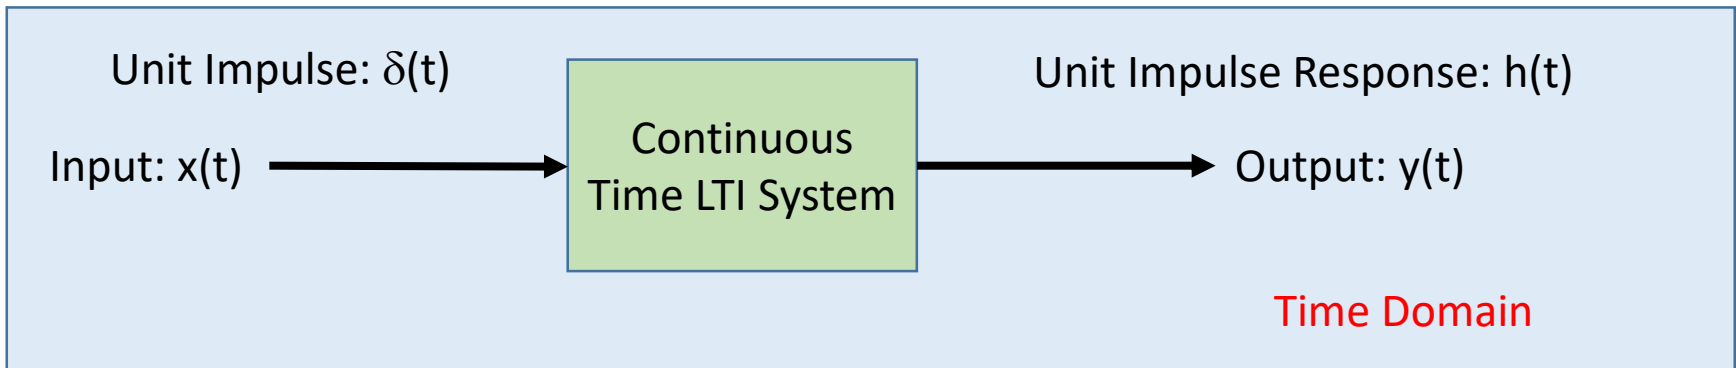 Unit Impulse: δ(t)
Unit Impulse Response: h(t)
Input: x(t)
Continuous
Time LTI System
Output: y(t)
Time Domain